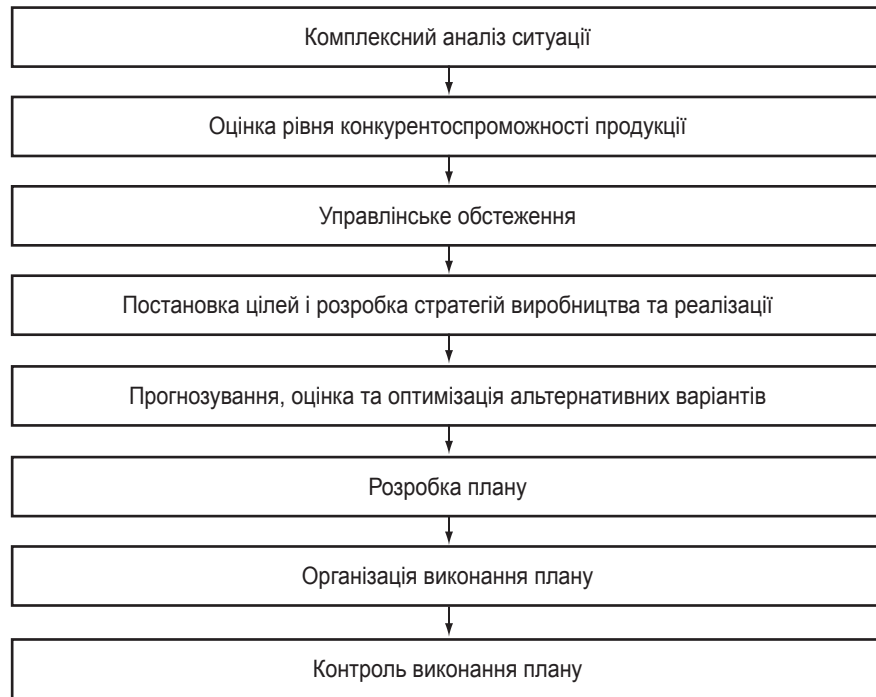 Комплексний аналіз ситуації
Оцінка рівня конкурентоспроможності продукції
Управлінське обстеження
Постановка цілей і розробка стратегій виробництва та реалізації
Прогнозування, оцінка та оптимізація альтернативних варіантів
Розробка плану
Організація виконання плану
Контроль виконання плану